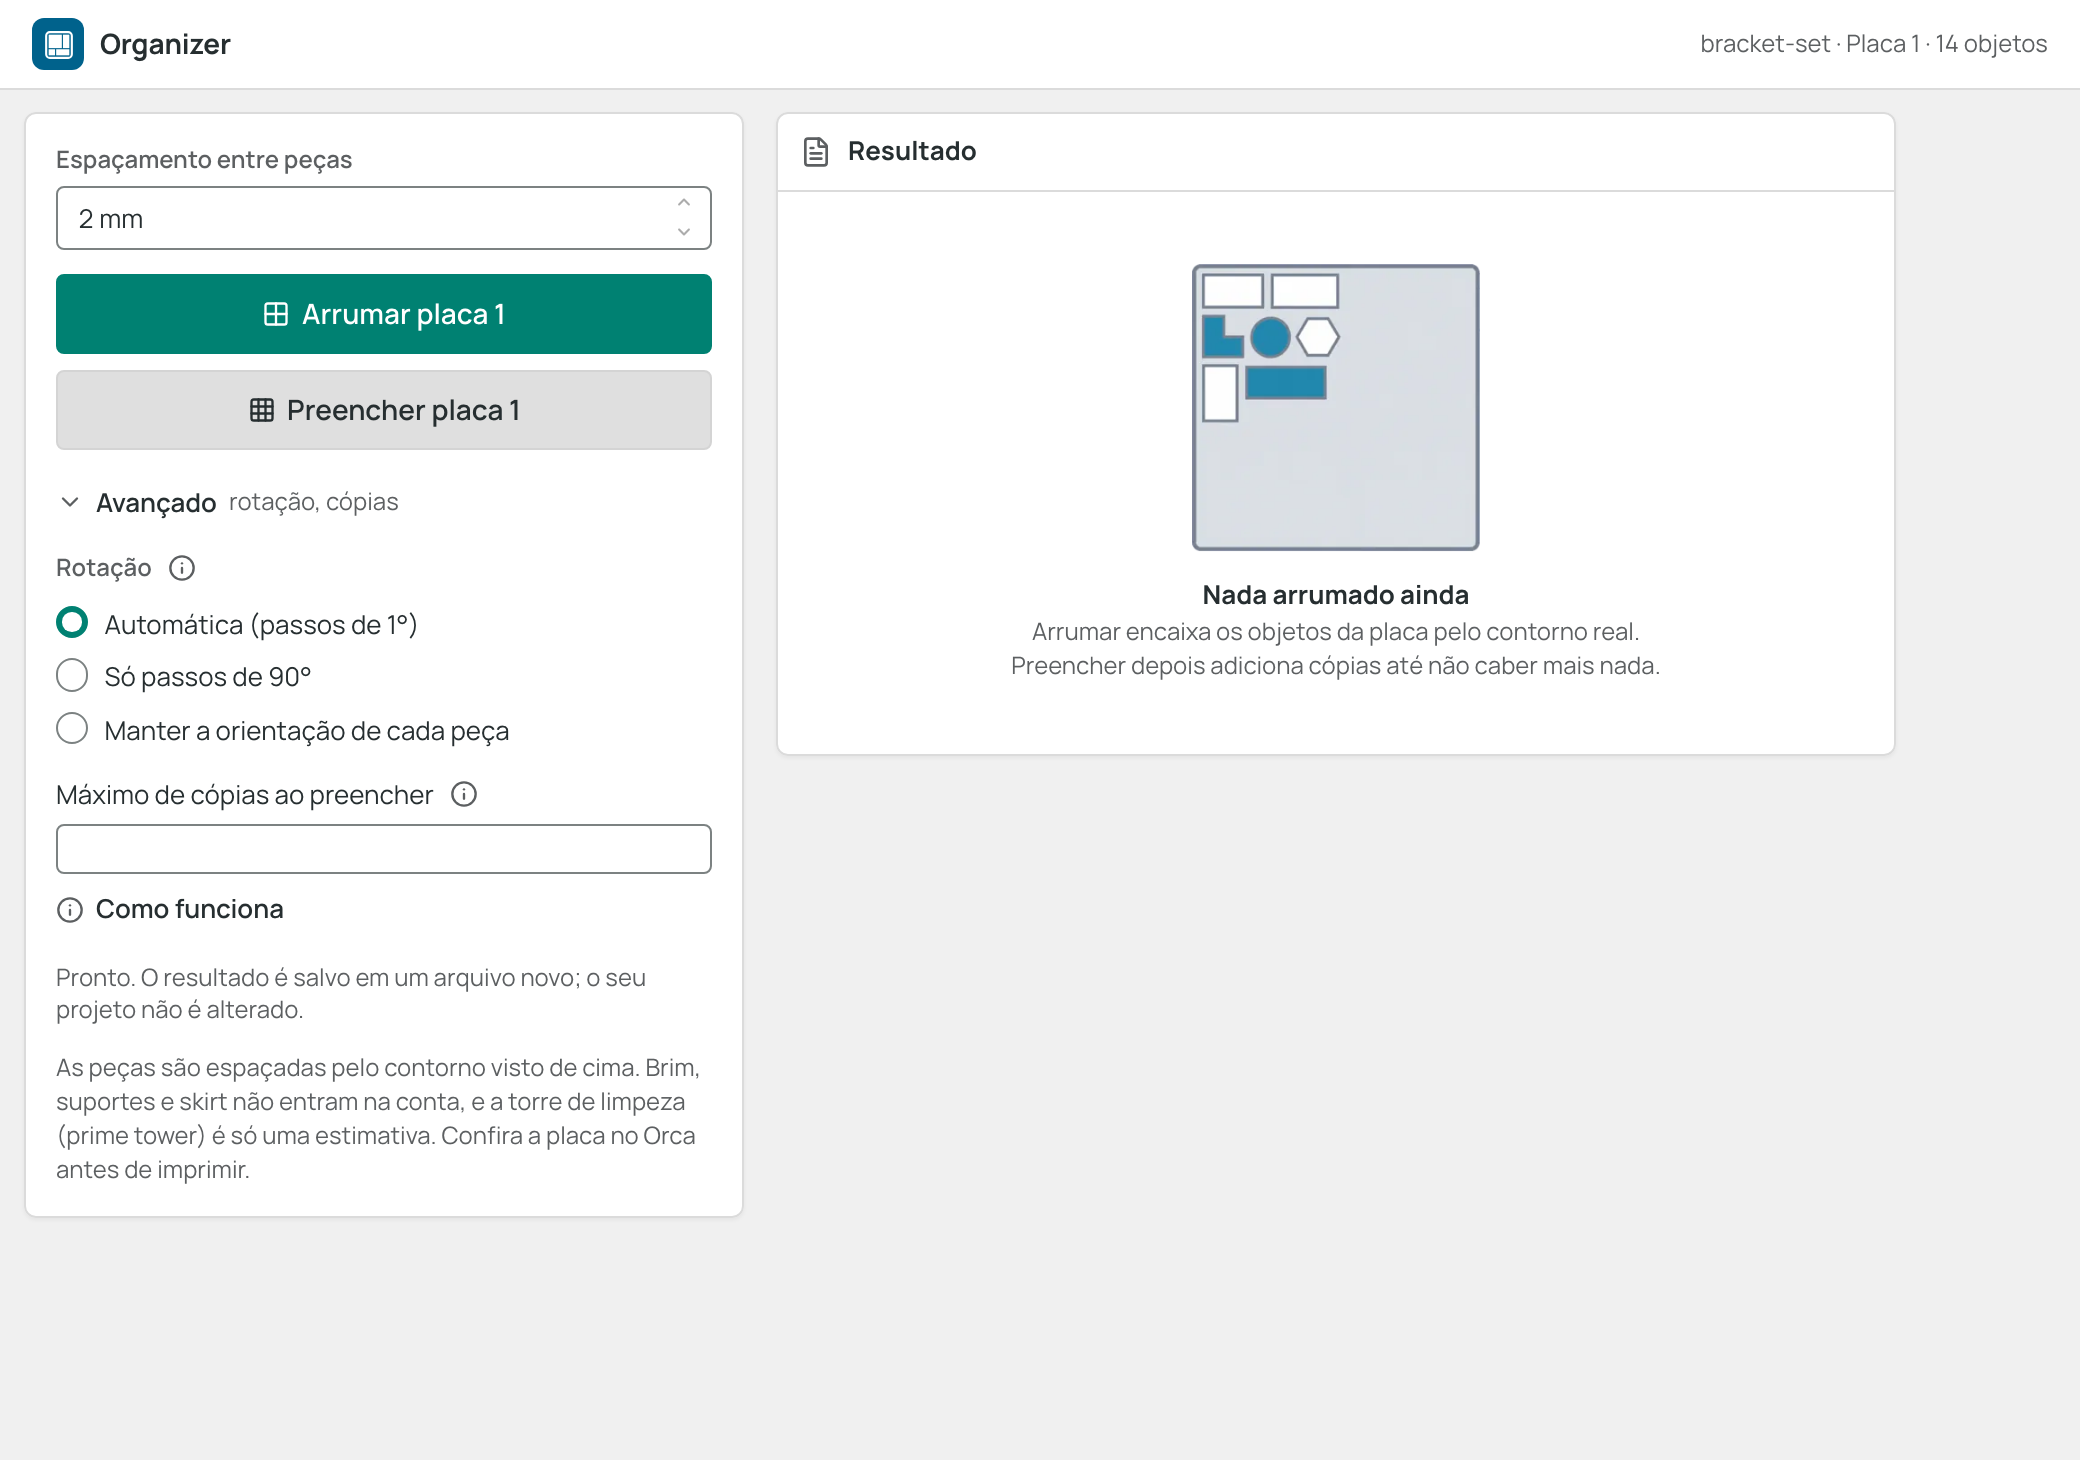 Organizer
bracket-set · Placa 1 · 14 objetos
Espaçamento entre peças
2 mm
Arrumar placa 1
Preencher placa 1
Avançado rotação, cópias
Rotação
Automática (passos de 1°)
Só passos de 90°
Manter a orientação de cada peça
Máximo de cópias ao preencher
Como funciona
Pronto. O resultado é salvo em um arquivo novo; o seu
projeto não é alterado.
As peças são espaçadas pelo contorno visto de cima. Brim,
suportes e skirt não entram na conta, e a torre de limpeza
(prime tower) é só uma estimativa. Confira a placa no Orca
antes de imprimir.
Resultado
Nada arrumado ainda
Arrumar encaixa os objetos da placa pelo contorno real.
Preencher depois adiciona cópias até não caber mais nada.